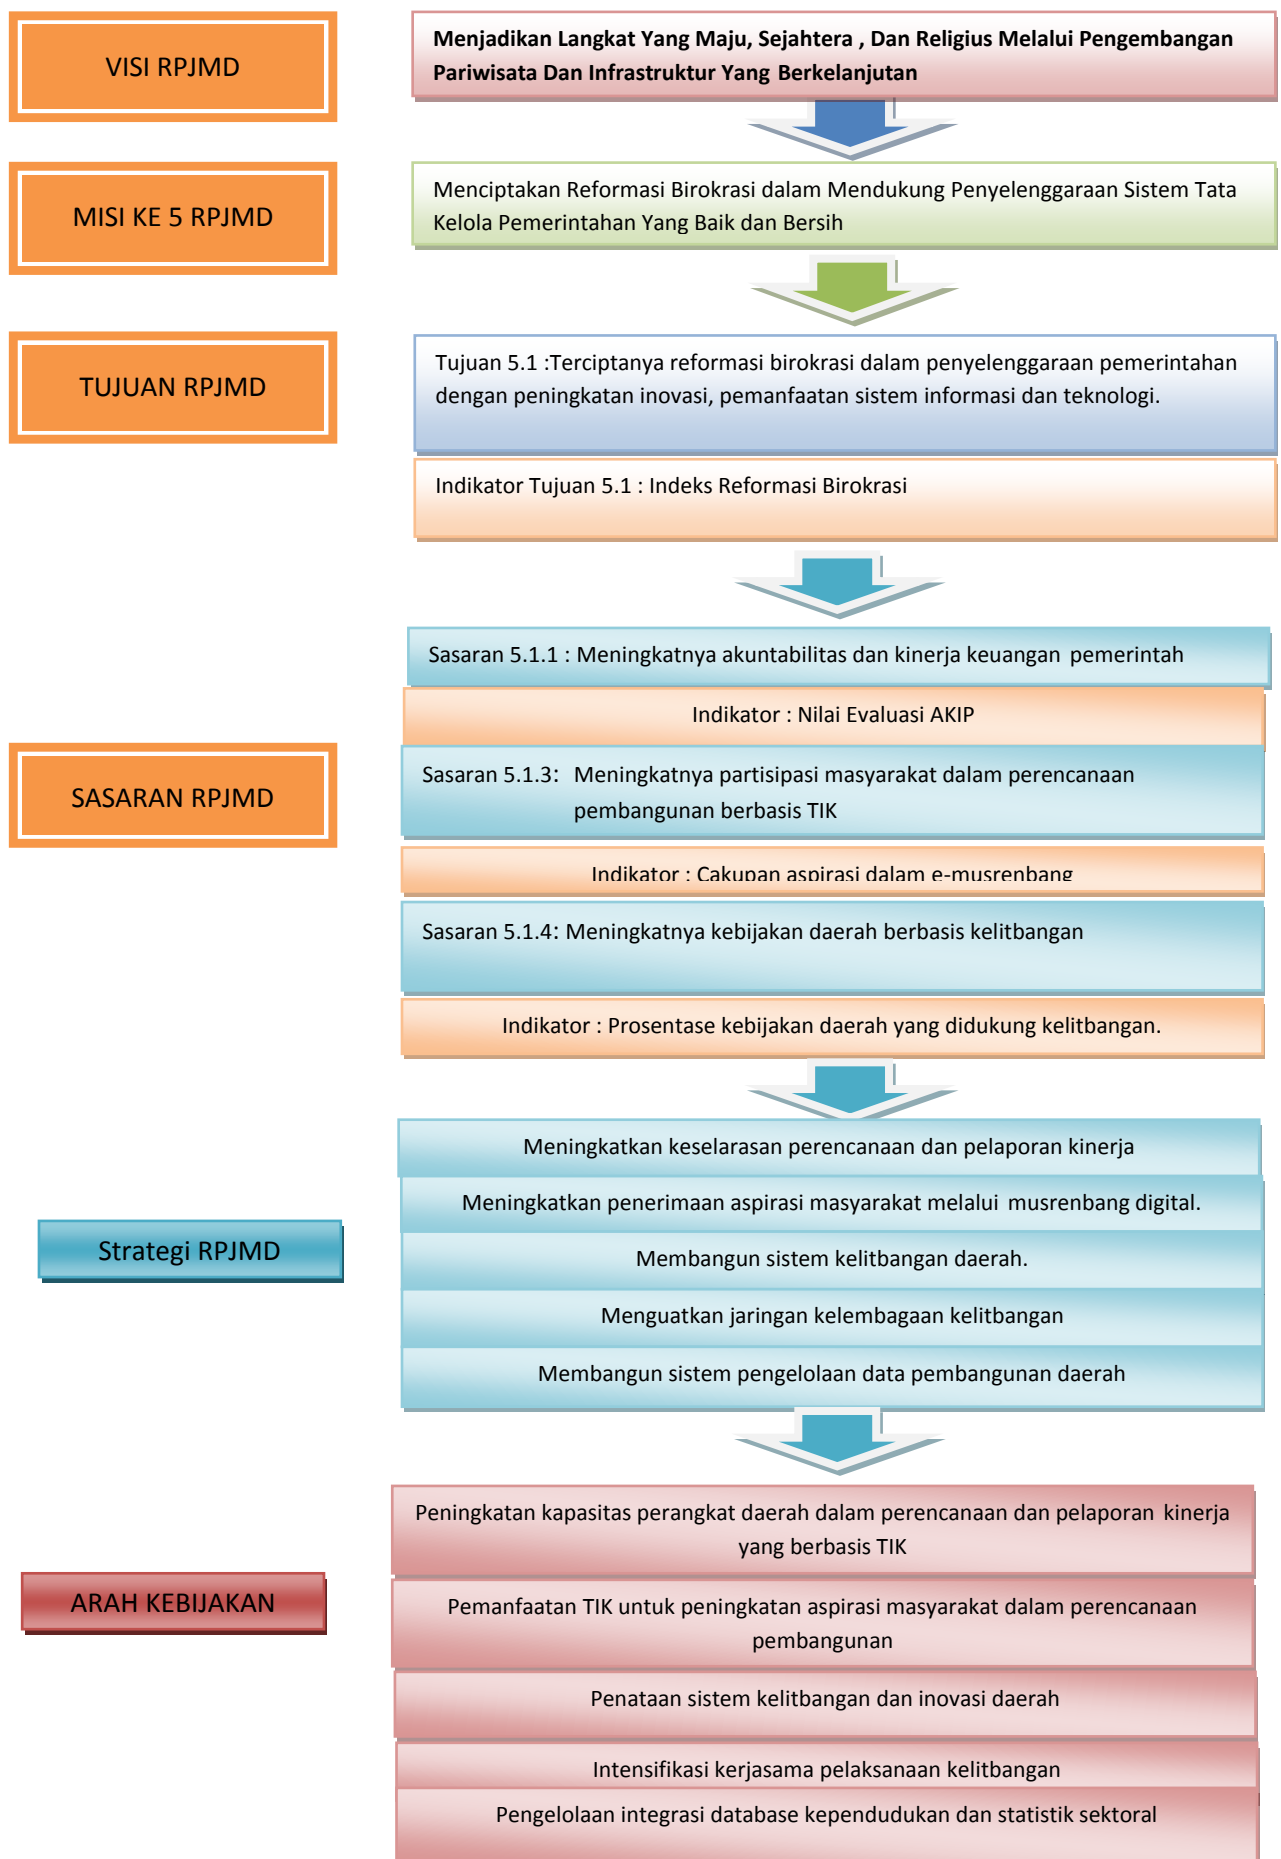 VISI RPJMD
Menjadikan Langkat Yang Maju, Sejahtera , Dan Religius Melalui Pengembangan
Pariwisata Dan Infrastruktur Yang Berkelanjutan
MISI KE 5 RPJMD
Menciptakan Reformasi Birokrasi dalam Mendukung Penyelenggaraan Sistem Tata
Kelola Pemerintahan Yang Baik dan Bersih
TUJUAN RPJMD
Tujuan 5.1 :Terciptanya reformasi birokrasi dalam penyelenggaraan pemerintahan
dengan peningkatan inovasi, pemanfaatan sistem informasi dan teknologi.
Indikator Tujuan 5.1 : Indeks Reformasi Birokrasi
SASARAN RPJMD
Sasaran 5.1.1 : Meningkatnya akuntabilitas dan kinerja keuangan pemerintah
Indikator : Nilai Evaluasi AKIP
Sasaran 5.1.3: Meningkatnya partisipasi masyarakat dalam perencanaan
pembangunan berbasis TIK
Indikator : Cakupan aspirasi dalam e-musrenbang
Sasaran 5.1.4: Meningkatnya kebijakan daerah berbasis kelitbangan
Indikator : Prosentase kebijakan daerah yang didukung kelitbangan.
Strategi RPJMD
Meningkatkan keselarasan perencanaan dan pelaporan kinerja
Meningkatkan penerimaan aspirasi masyarakat melalui musrenbang digital.
Membangun sistem kelitbangan daerah.
Menguatkan jaringan kelembagaan kelitbangan
Membangun sistem pengelolaan data pembangunan daerah
ARAH KEBIJAKAN
Peningkatan kapasitas perangkat daerah dalam perencanaan dan pelaporan kinerja
yang berbasis TIK
Pemanfaatan TIK untuk peningkatan aspirasi masyarakat dalam perencanaan
pembangunan
Penataan sistem kelitbangan dan inovasi daerah
Intensifikasi kerjasama pelaksanaan kelitbangan
Pengelolaan integrasi database kependudukan dan statistik sektoral